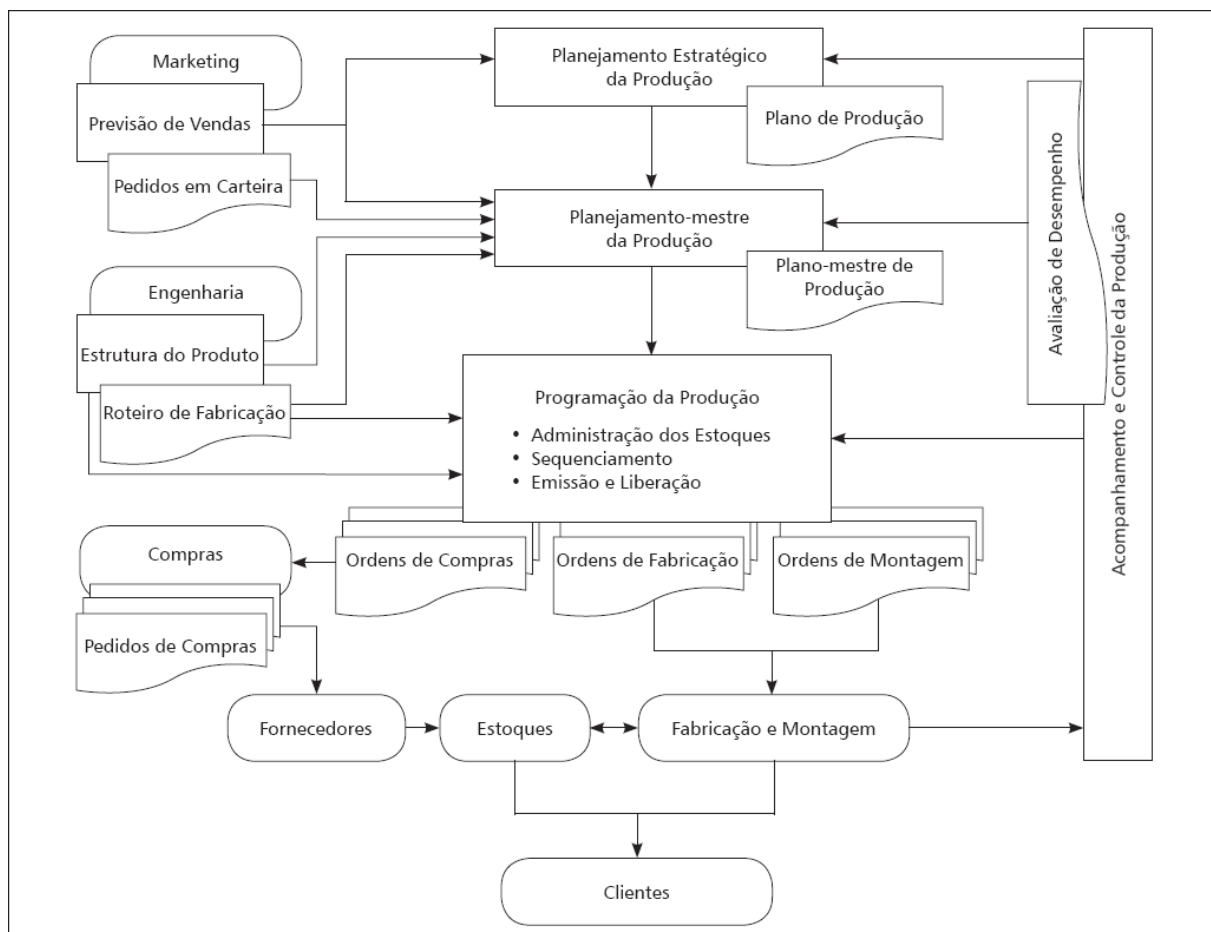 Marketing
Previsão de Vendas
Pedidos em Carteira
Planejamento Estratégico
da Produção
Plano de Produção
Planejamento-mestre
da Produção
Plano-mestre de
Produção
Engenharia
Estrutura do Produto
Roteiro de Fabricação
Programação da Produção
• Administração dos Estoques
• Sequenciamento
• Emissão e Liberação
Avaliação de Desempenho
Acompanhamento e Controle da Produção
Compras
Pedidos de Compras
Ordens de Compras
Ordens de Fabricação
Ordens de Montagem
Fornecedores
Estoques
Fabricação e Montagem
Clientes